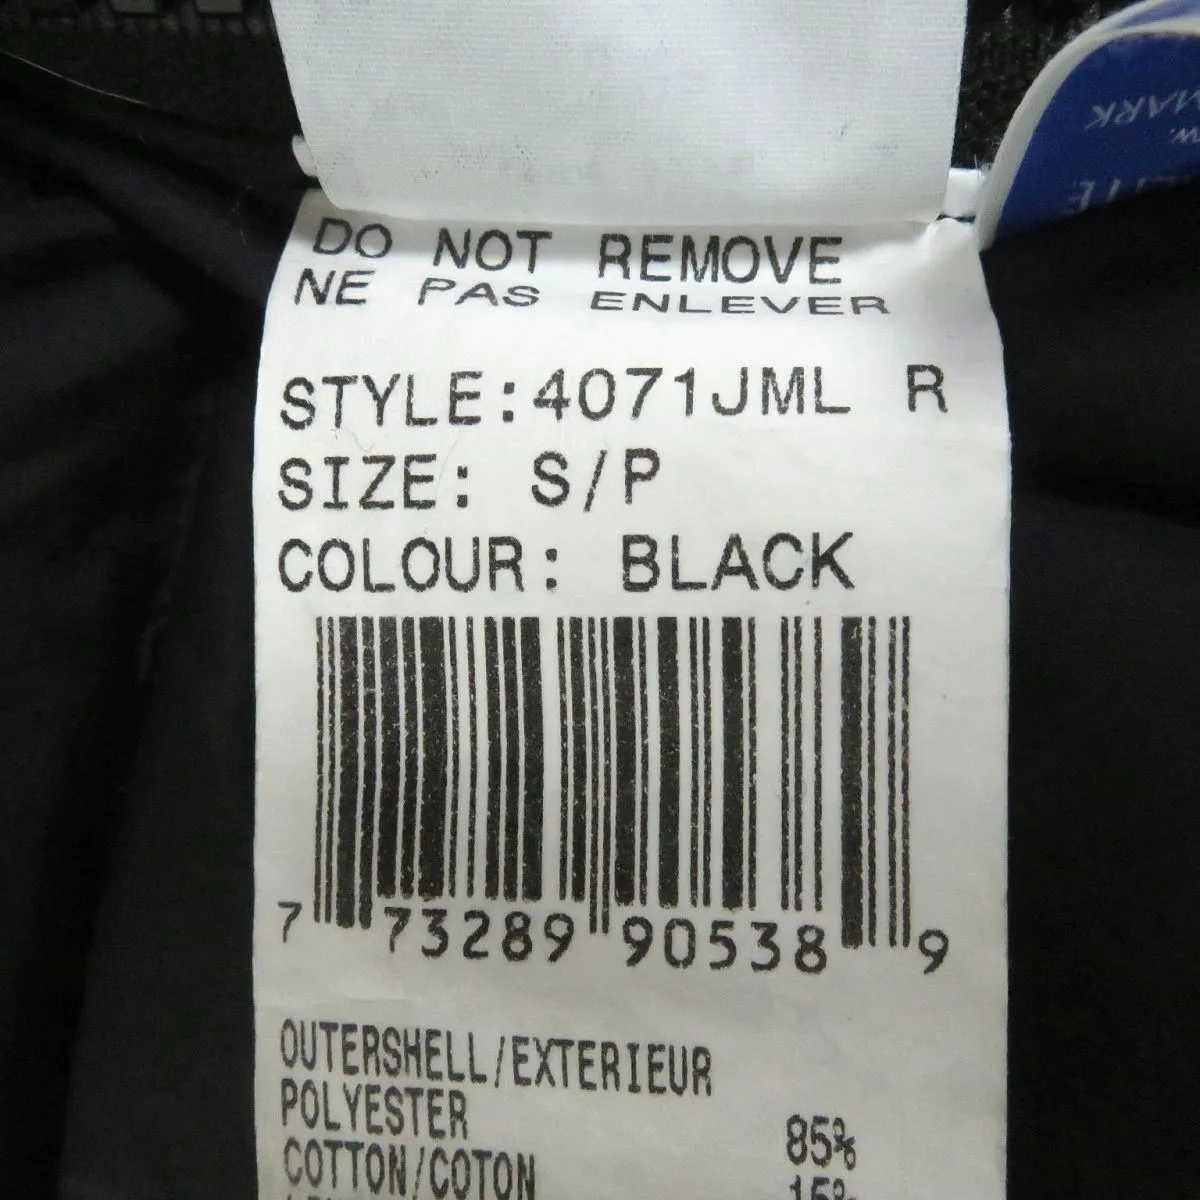 DO NOT REMOVE
NE PAS ENLEVER
STYLE:4071JML R
SIZE: S/P
COLOUR: BLACK
7 73289 90538 9
OUTERSHELL/EXTERIEUR
POLYESTER 85%
COTTON/COTON 15%
MARK